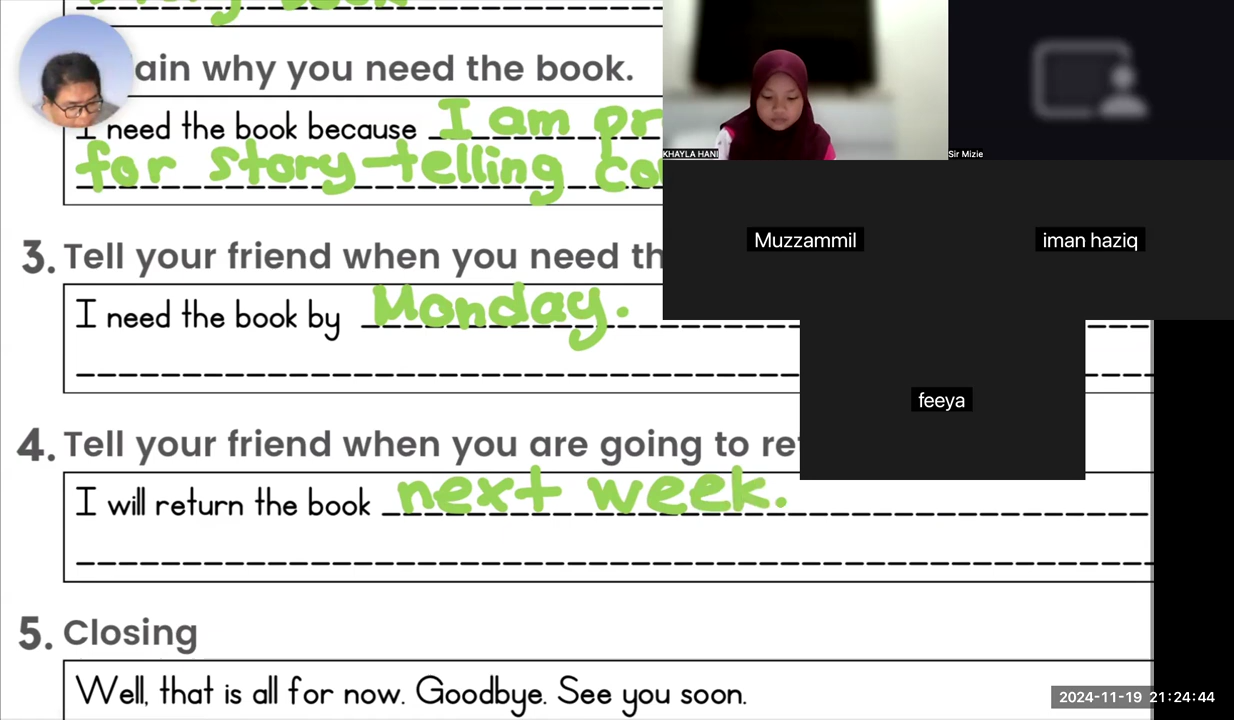 story book
ain why you need the book.
I need the book because I am pr
for story-telling co
3. Tell your friend when you need th
I need the book by Monday.
4. Tell your friend when you are going to re
I will return the book next week.
5. Closing
Well, that is all for now. Goodbye. See you soon.
KHAYLA HANI
Sir Mizie
Muzzammil
iman haziq
feeya
2024-11-19 21:24:44